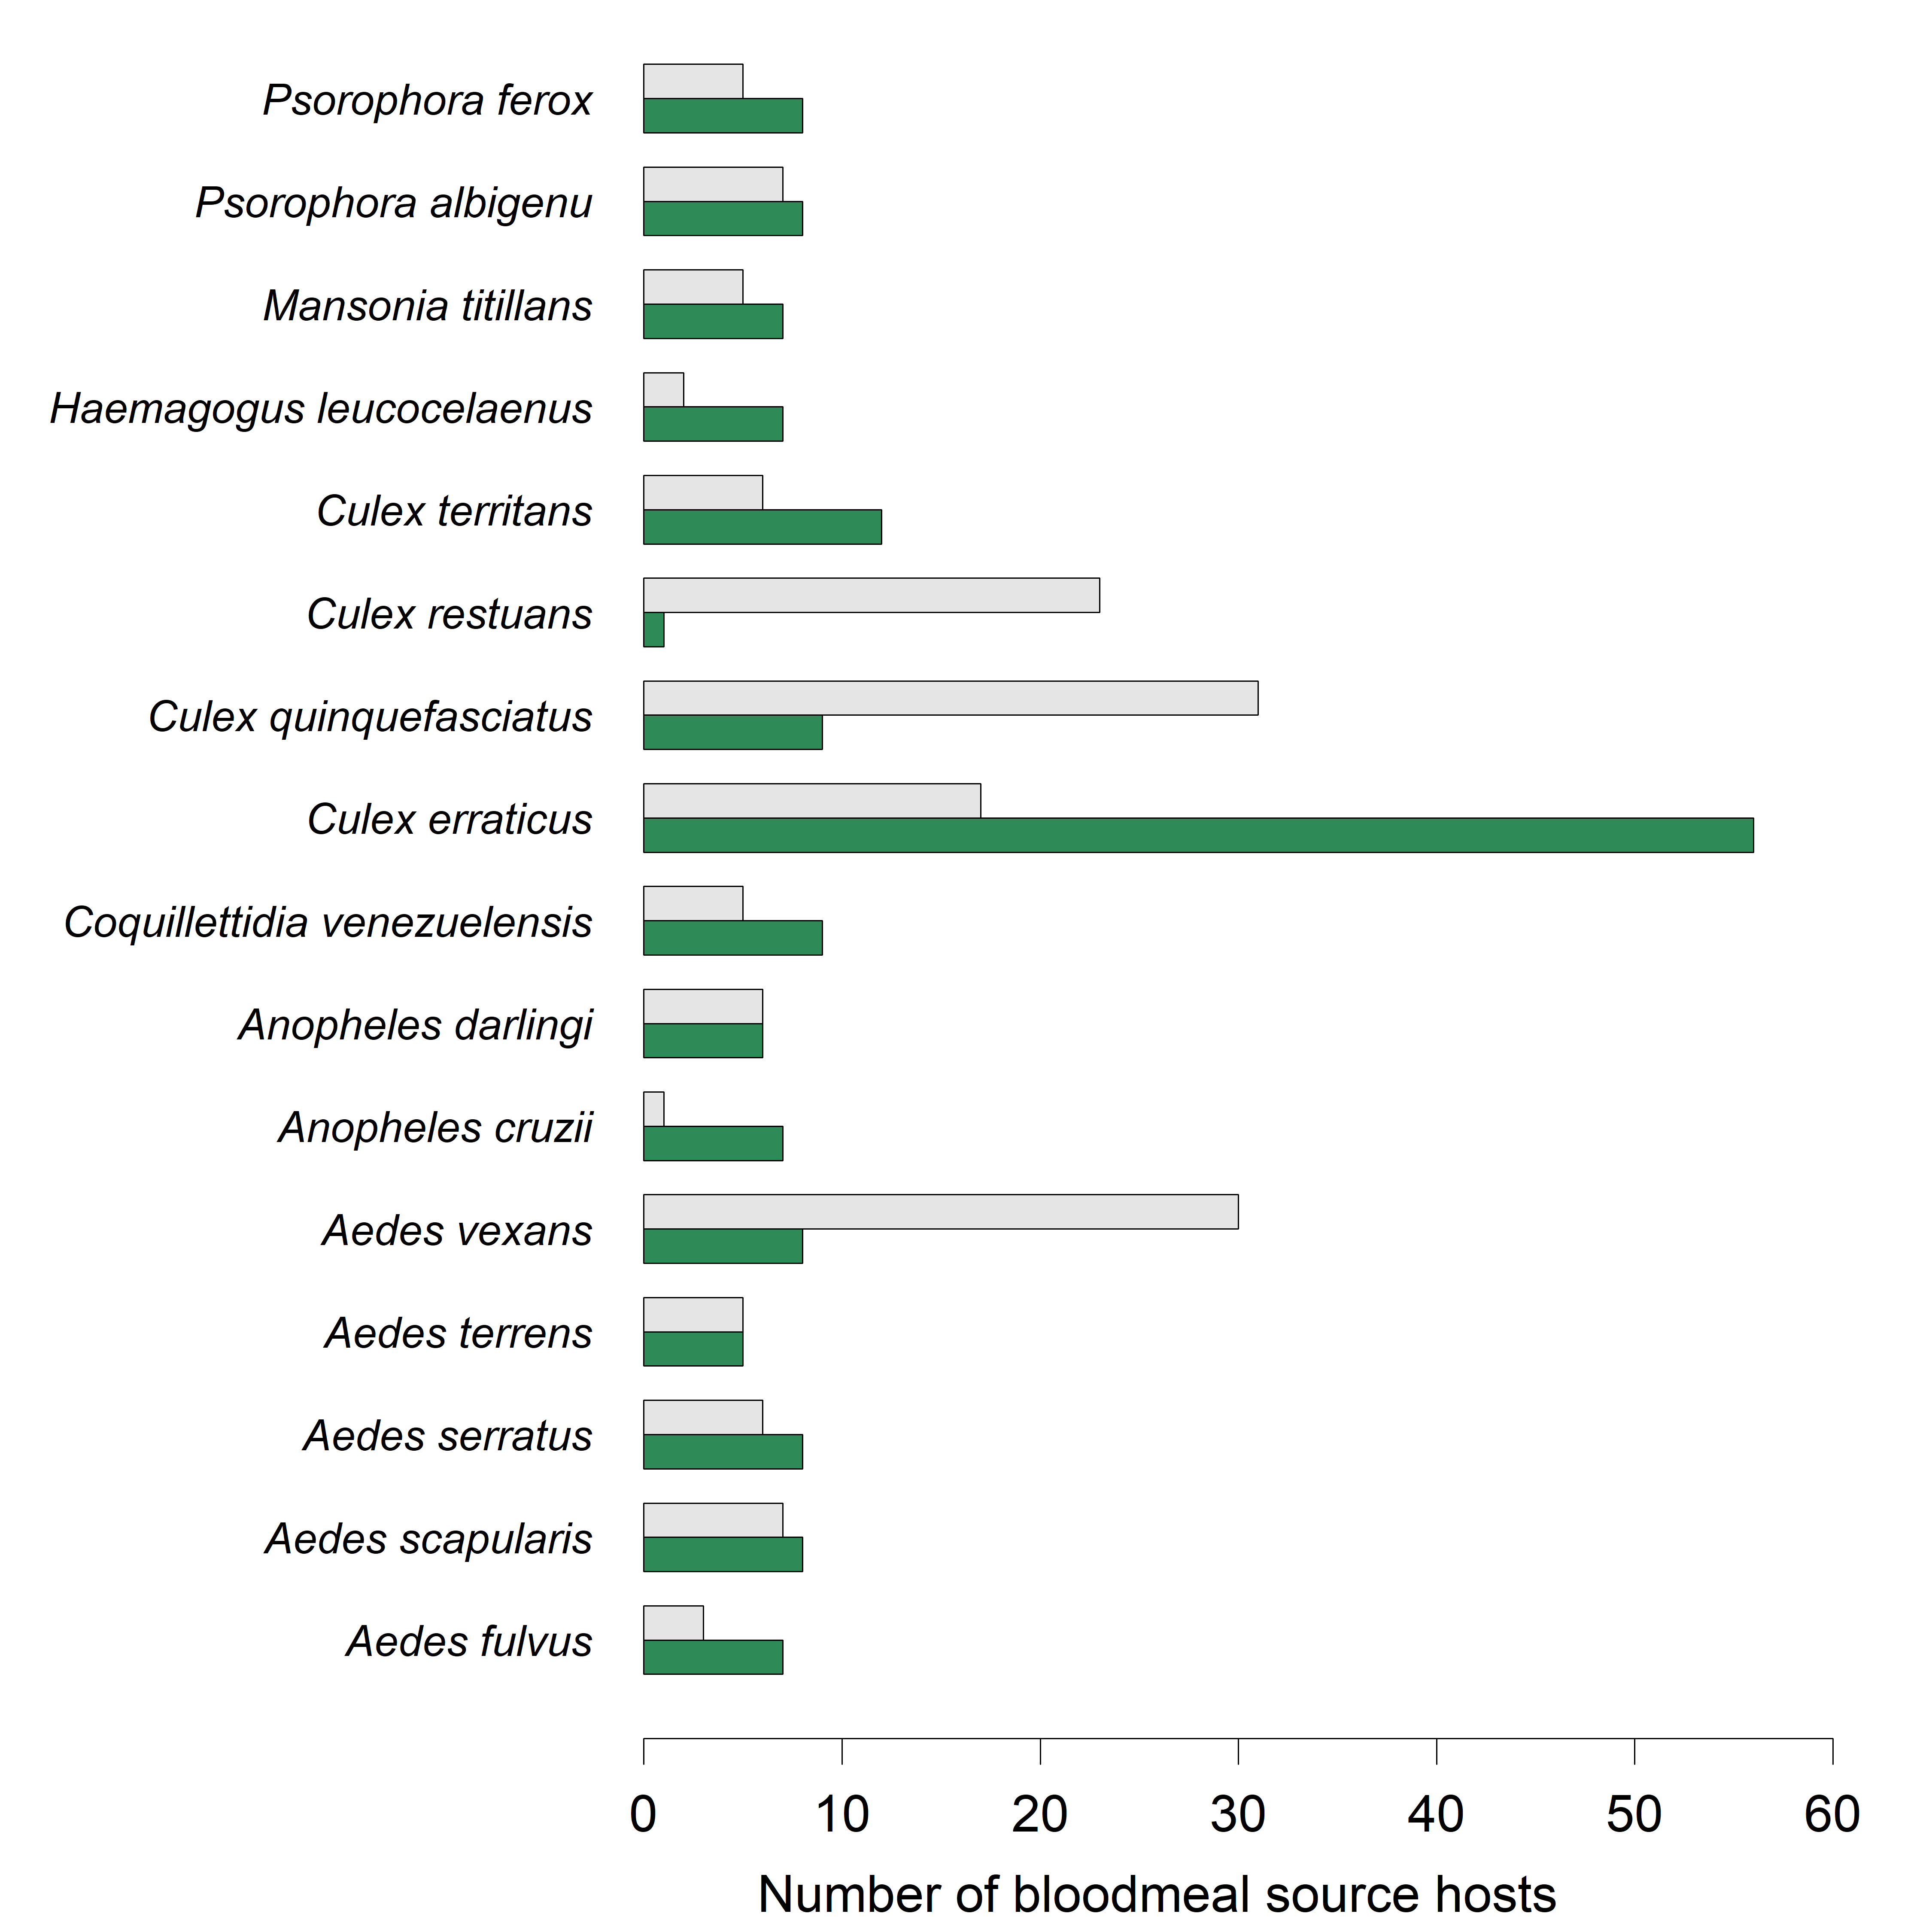 Psorophora ferox
Psorophora albigenu
Mansonia titillans
Haemagogus leucocelaenus
Culex territans
Culex restuans
Culex quinquefasciatus
Culex erraticus
Coquillettidia venezuelensis
Anopheles darlingi
Anopheles cruzii
Aedes vexans
Aedes terrens
Aedes serratus
Aedes scapularis
Aedes fulvus
0 10 20 30 40 50 60
Number of bloodmeal source hosts